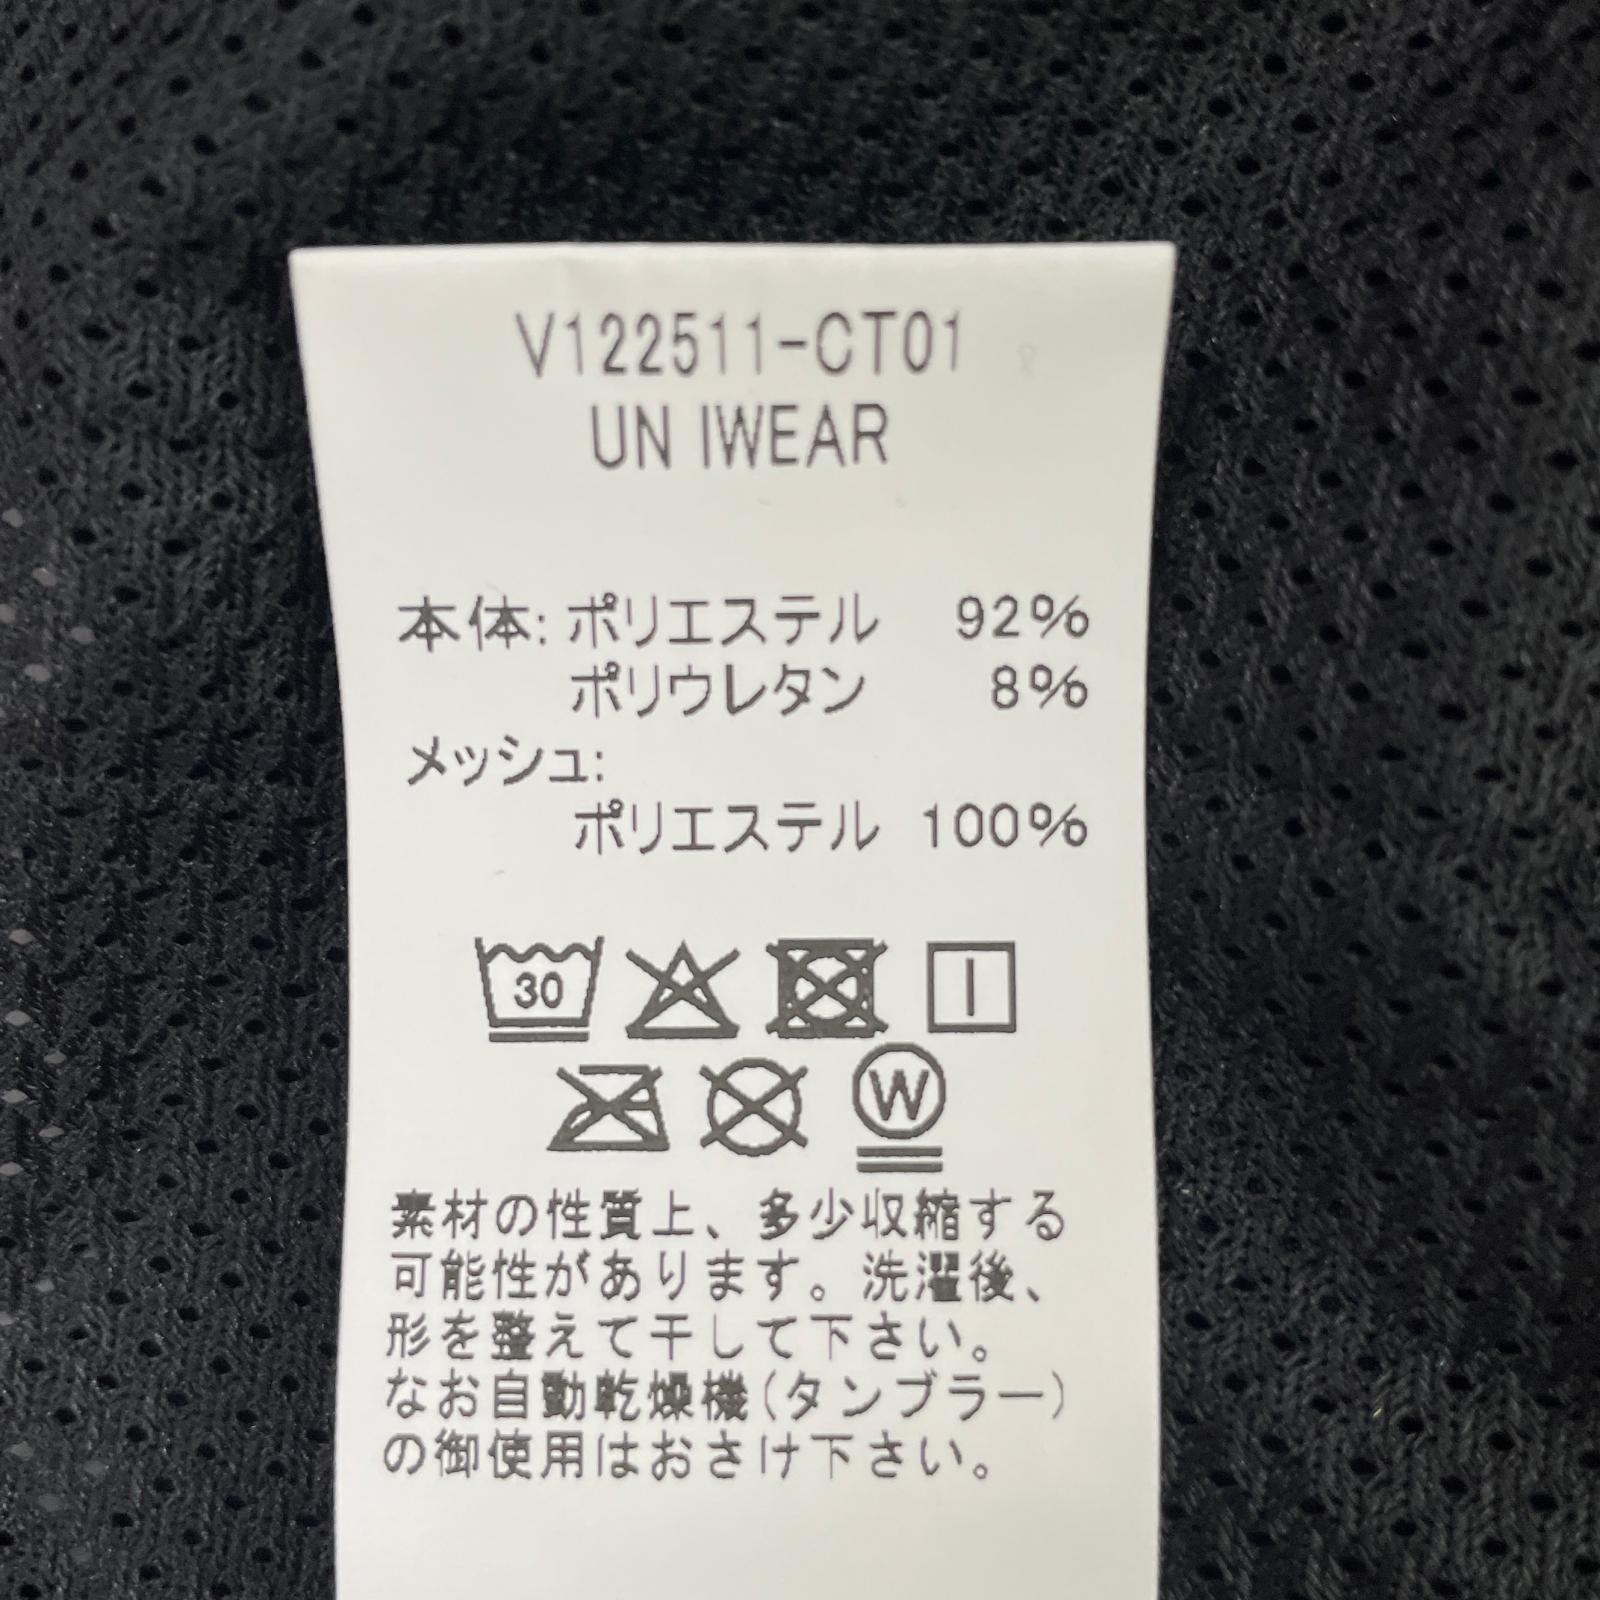 V122511-CT01
UN IWEAR
本体: ポリエステル 92%
ポリウレタン 8%
メッシュ:
ポリエステル 100%
30
W
素材の性質上、多少収縮する
可能性があります。洗濯後、
形を整えて干して下さい。
なお自動乾燥機(タンブラー)
の御使用はおさけ下さい。